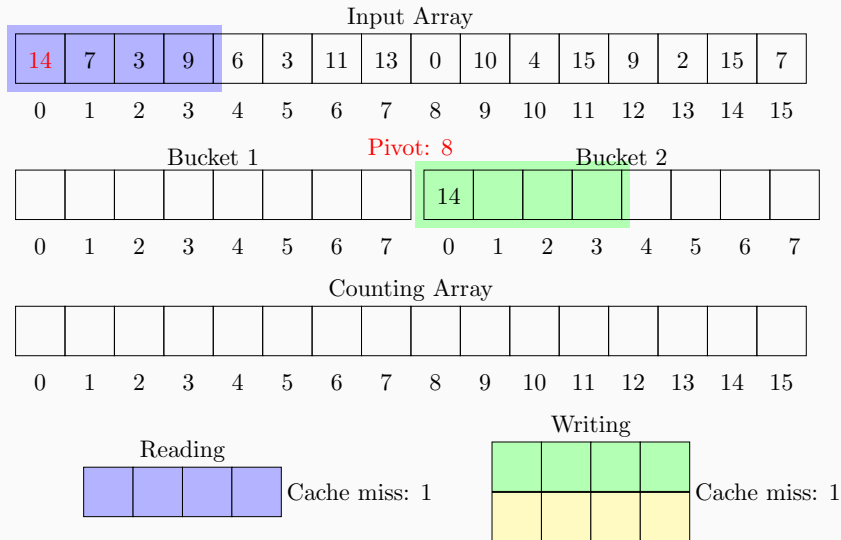 Input Array
14 7 3 9 6 3 11 13 0 10 4 15 9 2 15 7
0 1 2 3 4 5 6 7 8 9 10 11 12 13 14 15
Pivot: 8
Bucket 1 Bucket 2
14
0 1 2 3 4 5 6 7 0 1 2 3 4 5 6 7
Counting Array
0 1 2 3 4 5 6 7 8 9 10 11 12 13 14 15
Writing
Reading
Cache miss: 1 Cache miss: 1